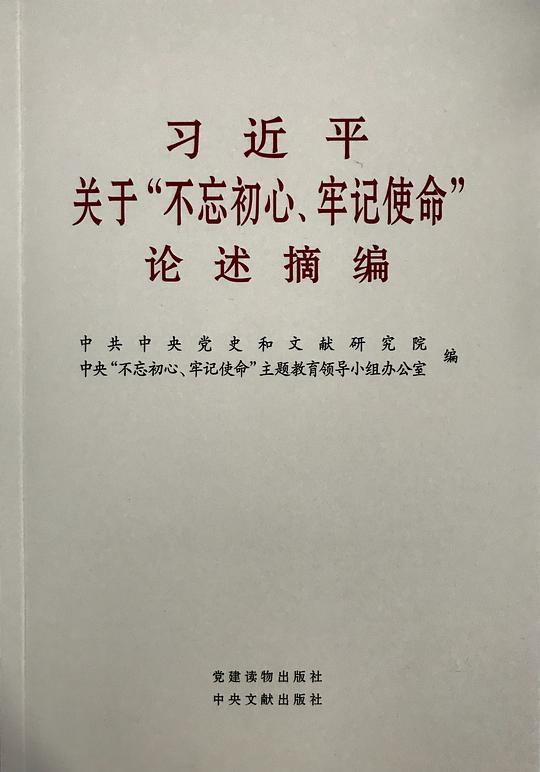 习近平
关于“不忘初心、牢记使命”
论述摘编
中共中央党史和文献研究院
中央“不忘初心、牢记使命”主题教育领导小组办公室
编
党建读物出版社
中央文献出版社